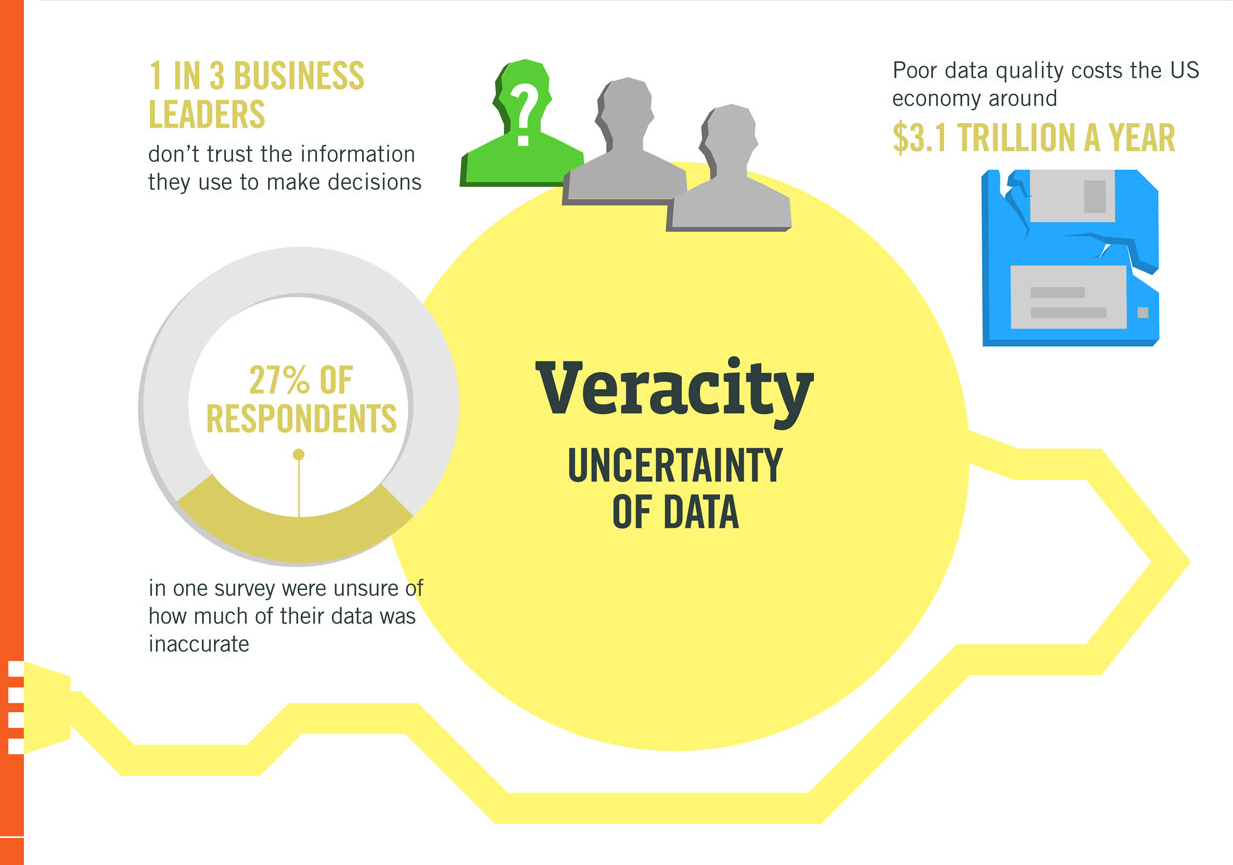 1 IN 3 BUSINESS
LEADERS
don’t trust the information
they use to make decisions
?
Poor data quality costs the US
economy around
$3.1 TRILLION A YEAR
27% OF
RESPONDENTS
in one survey were unsure of
how much of their data was
inaccurate
Veracity
UNCERTAINTY
OF DATA